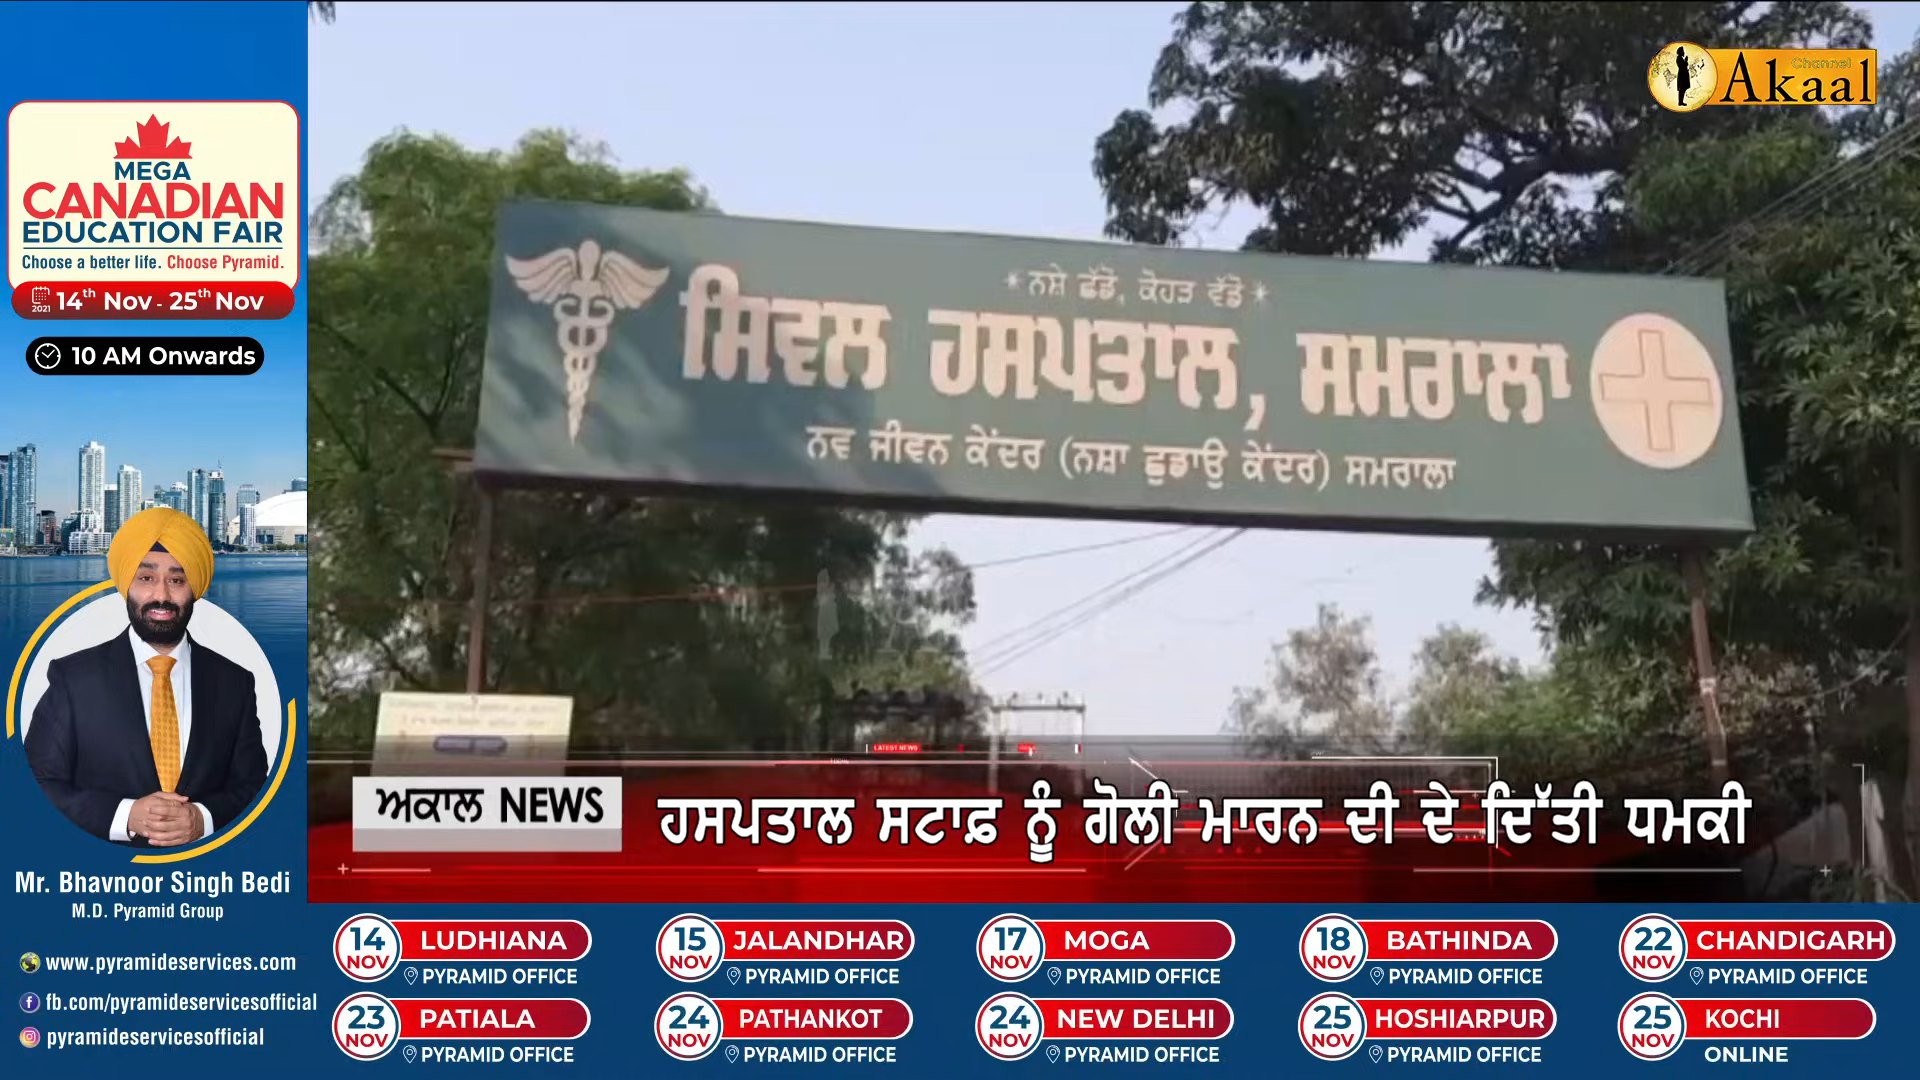 MEGA
CANADIAN
EDUCATION FAIR
Choose a better life. Choose Pyramid.
2021 14th Nov - 25th Nov
10 AM Onwards
Mr. Bhavnoor Singh Bedi
M.D. Pyramid Group
www.pyramideservices.com
fb.com/pyramideservicesofficial
pyramideservicesofficial
Channel
Akaal
*ਨਸ਼ੇ ਛੱਡੋ, ਕੋਹੜ ਵੱਡੋ*
ਸਿਵਲ ਹਸਪਤਾਲ, ਸਮਰਾਲਾ
ਨਵ ਜੀਵਨ ਕੇਂਦਰ (ਨਸ਼ਾ ਛੁਡਾਊ ਕੇਂਦਰ) ਸਮਰਾਲਾ
LATEST NEWS
ਅਕਾਲ NEWS
ਹਸਪਤਾਲ ਸਟਾਫ਼ ਨੂੰ ਗੋਲੀ ਮਾਰਨ ਦੀ ਦੇ ਦਿੱਤੀ ਧਮਕੀ
14 NOV LUDHIANA
PYRAMID OFFICE
15 NOV JALANDHAR
PYRAMID OFFICE
17 NOV MOGA
PYRAMID OFFICE
18 NOV BATHINDA
PYRAMID OFFICE
22 NOV CHANDIGARH
PYRAMID OFFICE
23 NOV PATIALA
PYRAMID OFFICE
24 NOV PATHANKOT
PYRAMID OFFICE
24 NOV NEW DELHI
PYRAMID OFFICE
25 NOV HOSHIARPUR
PYRAMID OFFICE
25 NOV KOCHI
ONLINE